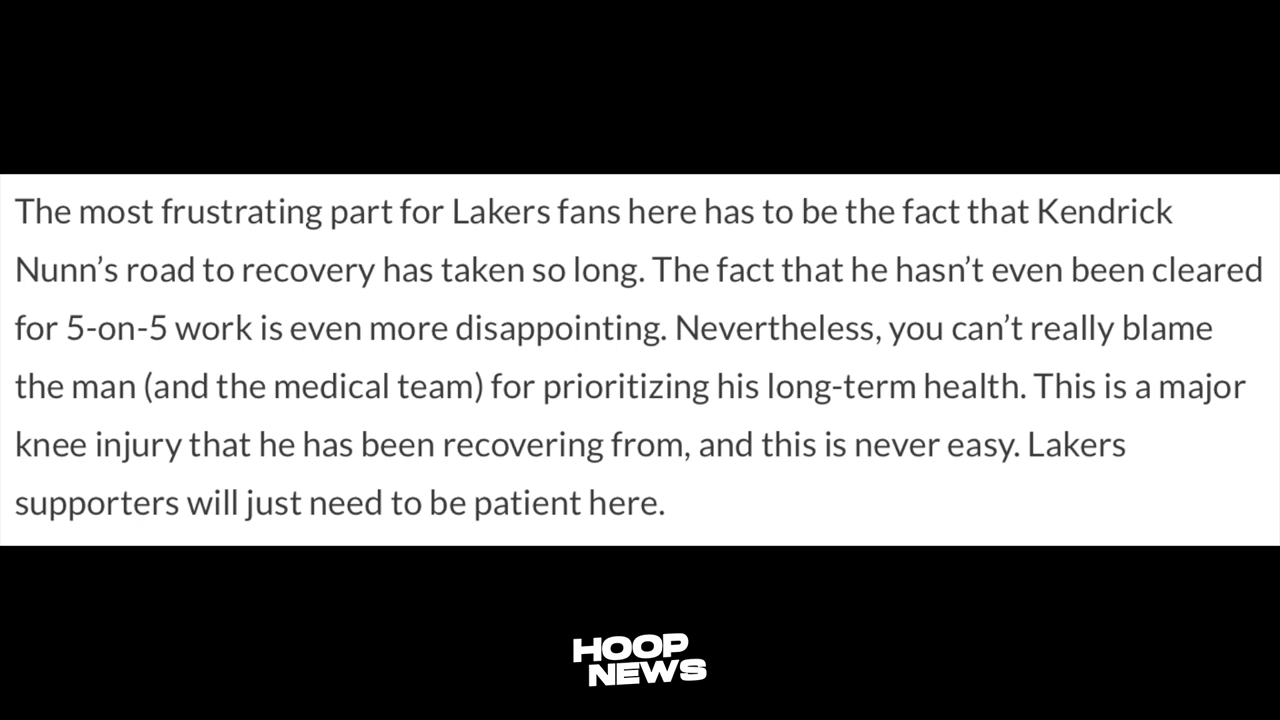 The most frustrating part for Lakers fans here has to be the fact that Kendrick
Nunn’s road to recovery has taken so long. The fact that he hasn’t even been cleared
for 5-on-5 work is even more disappointing. Nevertheless, you can’t really blame
the man (and the medical team) for prioritizing his long-term health. This is a major
knee injury that he has been recovering from, and this is never easy. Lakers
supporters will just need to be patient here.
HOOP
NEWS